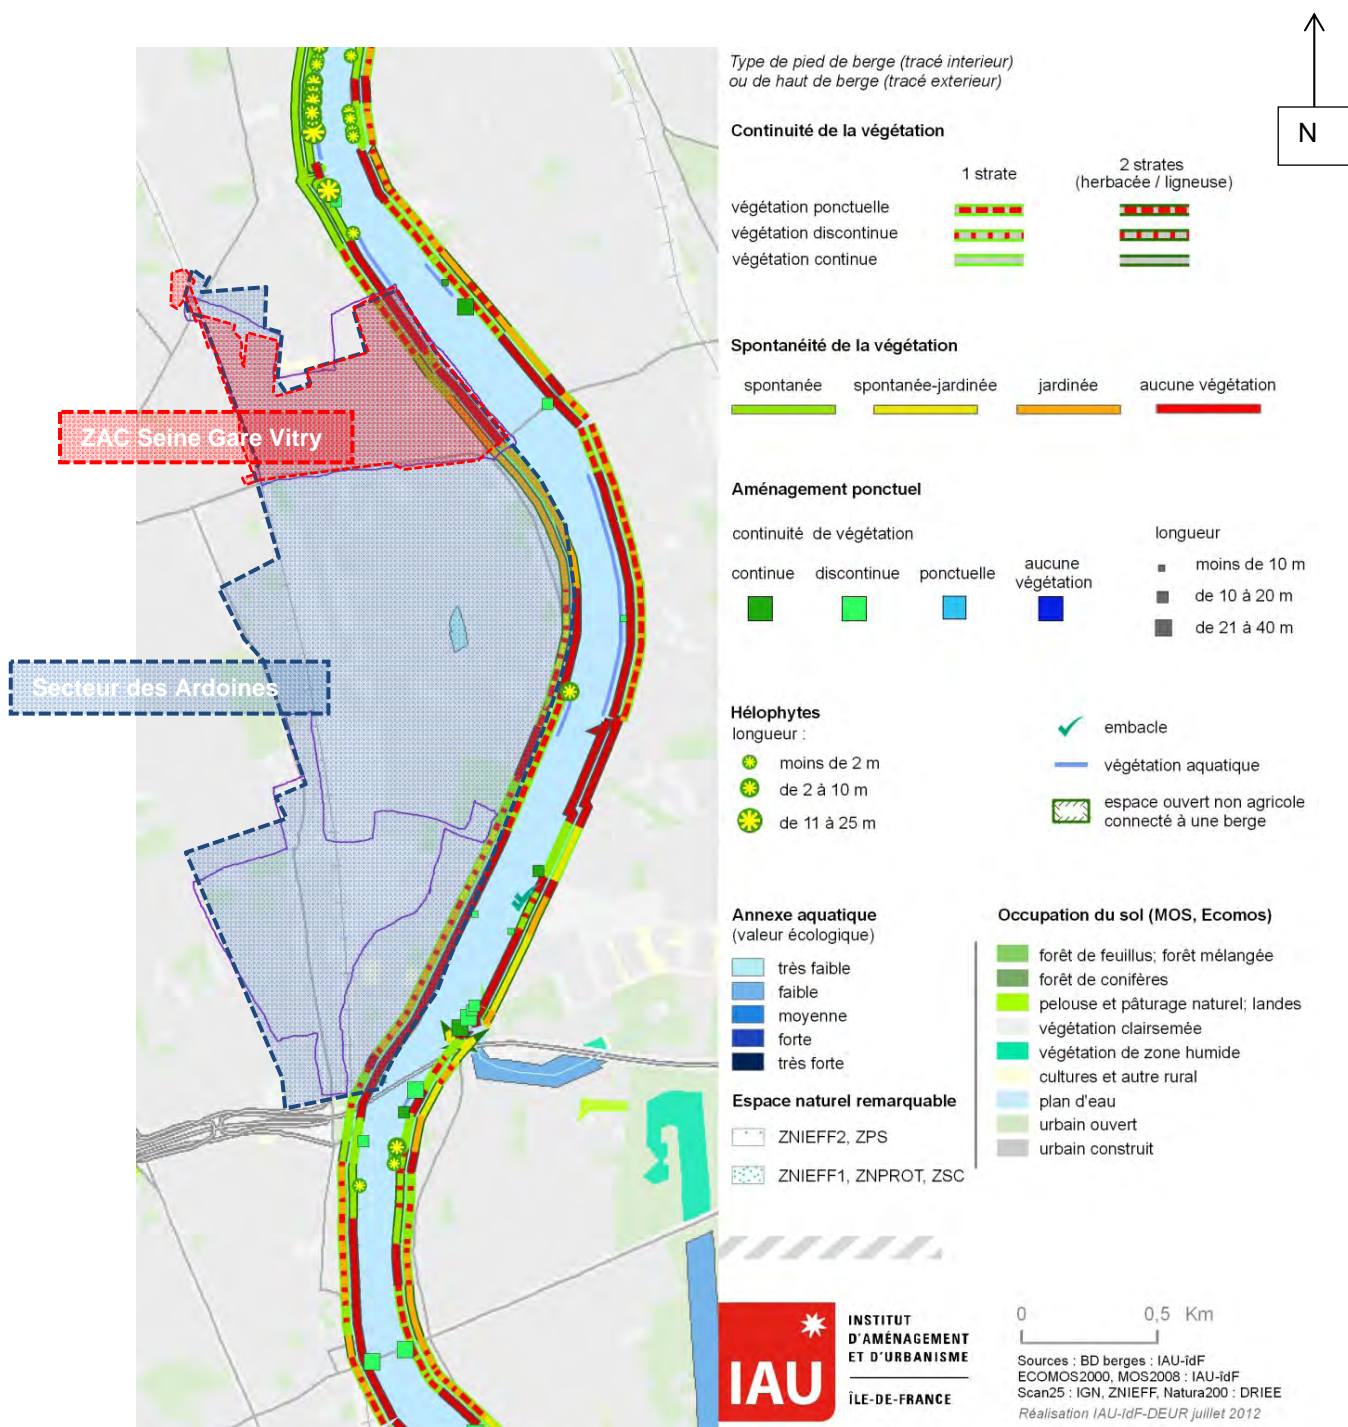 N
Type de pied de berge (tracé interieur)
ou de haut de berge (tracé exterieur)
Continuité de la végétation
1 strate
2 strates
(herbacée / ligneuse)
végétation ponctuelle
végétation discontinue
végétation continue
Spontanéité de la végétation
spontanée
spontanée-jardinée
jardinée
aucune végétation
ZAC Seine Gare Vitry
Aménagement ponctuel
continuité de végétation
longueur
continue
discontinue
ponctuelle
aucune
végétation
moins de 10 m
de 10 à 20 m
de 21 à 40 m
Secteur des Ardoines
Hélophytes
longueur :
moins de 2 m
de 2 à 10 m
de 11 à 25 m
embacle
végétation aquatique
espace ouvert non agricole
connecté à une berge
Annexe aquatique
(valeur écologique)
très faible
faible
moyenne
forte
très forte
Occupation du sol (MOS, Ecomos)
forêt de feuillus; forêt mélangée
forêt de conifères
pelouse et pâturage naturel; landes
végétation clairsemée
végétation de zone humide
cultures et autre rural
plan d'eau
urbain ouvert
urbain construit
Espace naturel remarquable
ZNIEFF2, ZPS
ZNIEFF1, ZNPROT, ZSC
IAU
INSTITUT
D'AMÉNAGEMENT
ET D'URBANISME
ÎLE-DE-FRANCE
0 0,5 Km
Sources : BD berges : IAU-îdF
ECOMOS2000, MOS2008 : IAU-îdF
Scan25 : IGN, ZNIEFF, Natura200 : DRIEE
Réalisation IAU-îdF-DEUR juillet 2012